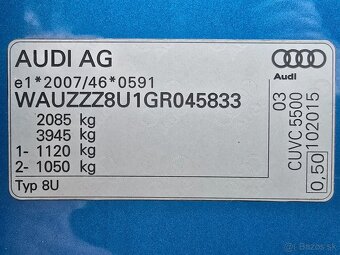 AUDI AG
Audi
e1*2007/46*0591
WAUZZZ8U1GR045833
2085 kg
3945 kg
1- 1120 kg
2- 1050 kg
Typ 8U
03
CUVC 5500
0,50 102015
© Bazos.sk